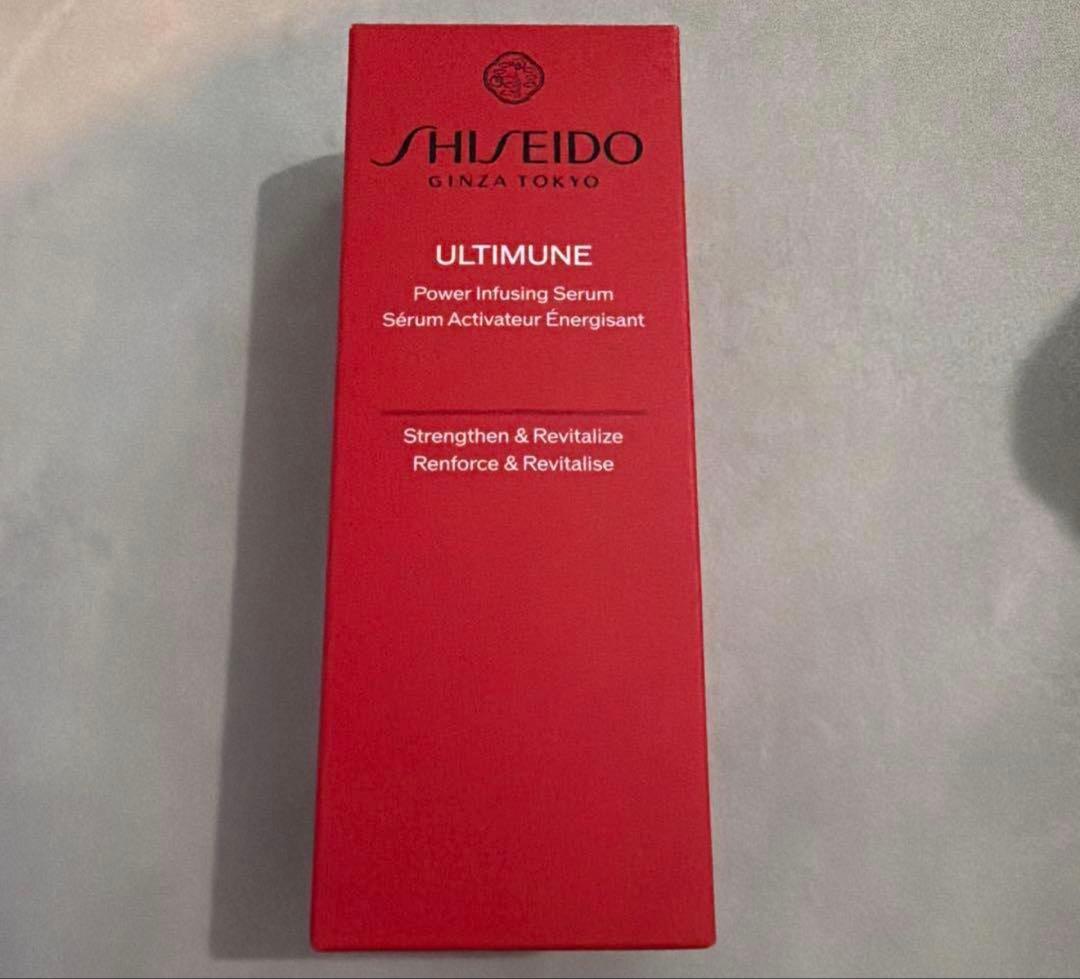 SHISEIDO
GINZA TOKYO
ULTIMUNE
Power Infusing Serum
Sérum Activateur Énergisant
Strengthen & Revitalize
Renforce & Revitalise